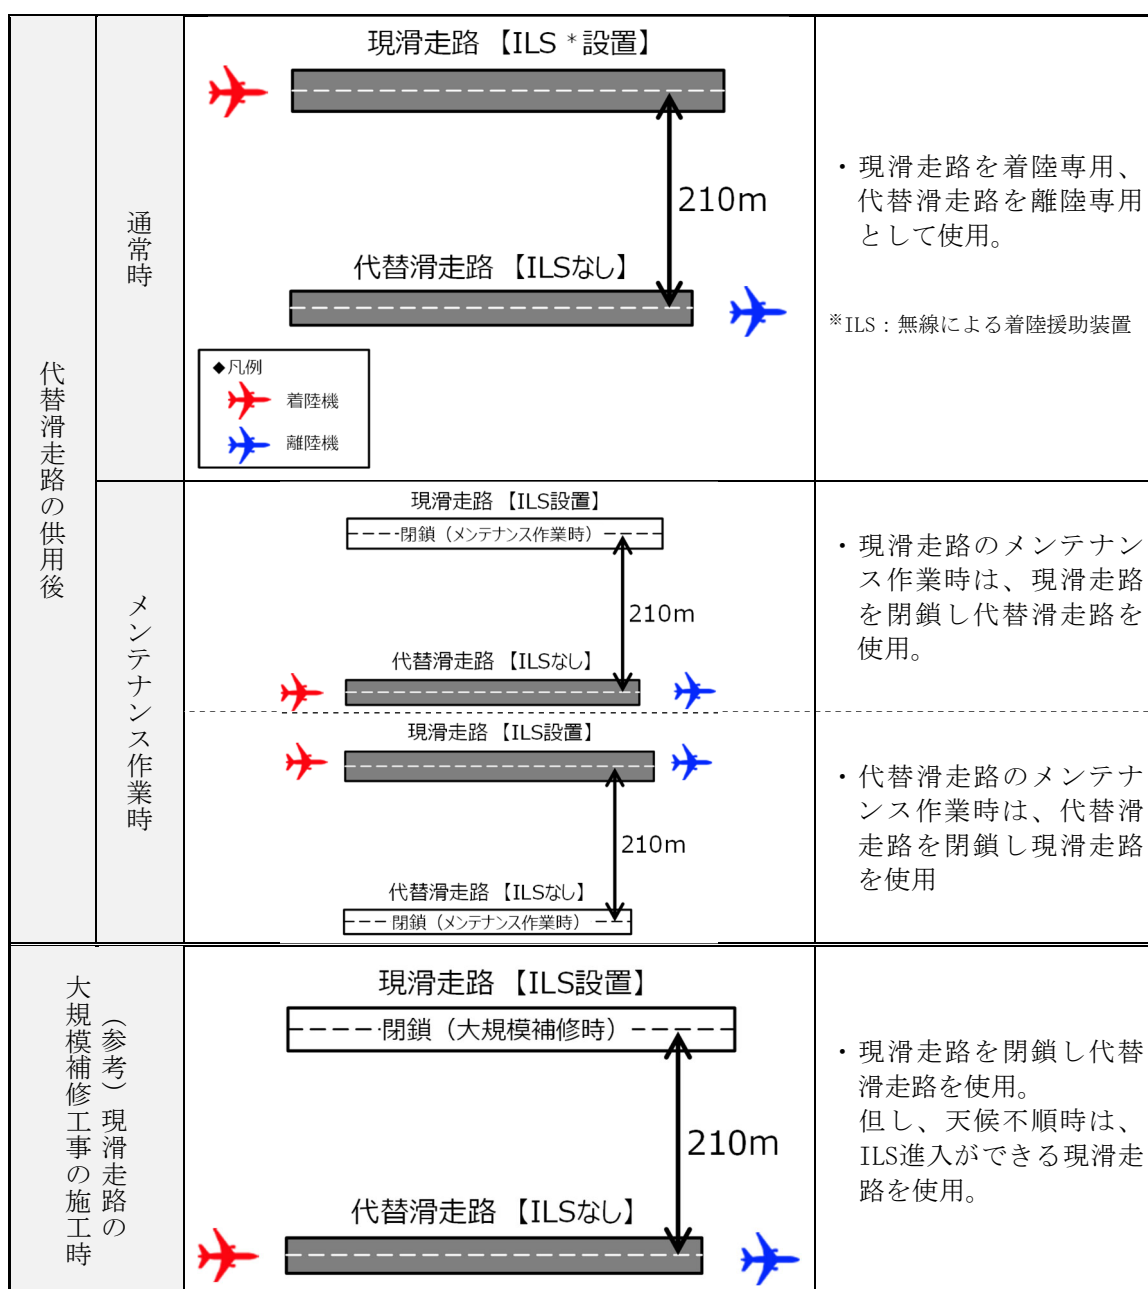 代替滑走路の供用後
通常時
現滑走路 【ILS *設置】
210m
代替滑走路 【ILSなし】
◆凡例
着陸機
離陸機
・現滑走路を着陸専用、
代替滑走路を離陸専用
として使用。
※ILS：無線による着陸援助装置
メンテナンス作業時
現滑走路 【ILS設置】
閉鎖（メンテナンス作業時）
210m
代替滑走路 【ILSなし】
・現滑走路のメンテナン
ス作業時は、現滑走路
を閉鎖し代替滑走路を
使用。
現滑走路 【ILS設置】
210m
代替滑走路 【ILSなし】
閉鎖（メンテナンス作業時）
・代替滑走路のメンテナ
ンス作業時は、代替滑
走路を閉鎖し現滑走路
を使用
（参考）現滑走路の
大規模補修工事の施工時
現滑走路 【ILS設置】
閉鎖（大規模補修時）
210m
代替滑走路 【ILSなし】
・現滑走路を閉鎖し代替
滑走路を使用。
但し、天候不順時は、
ILS進入ができる現滑走
路を使用。